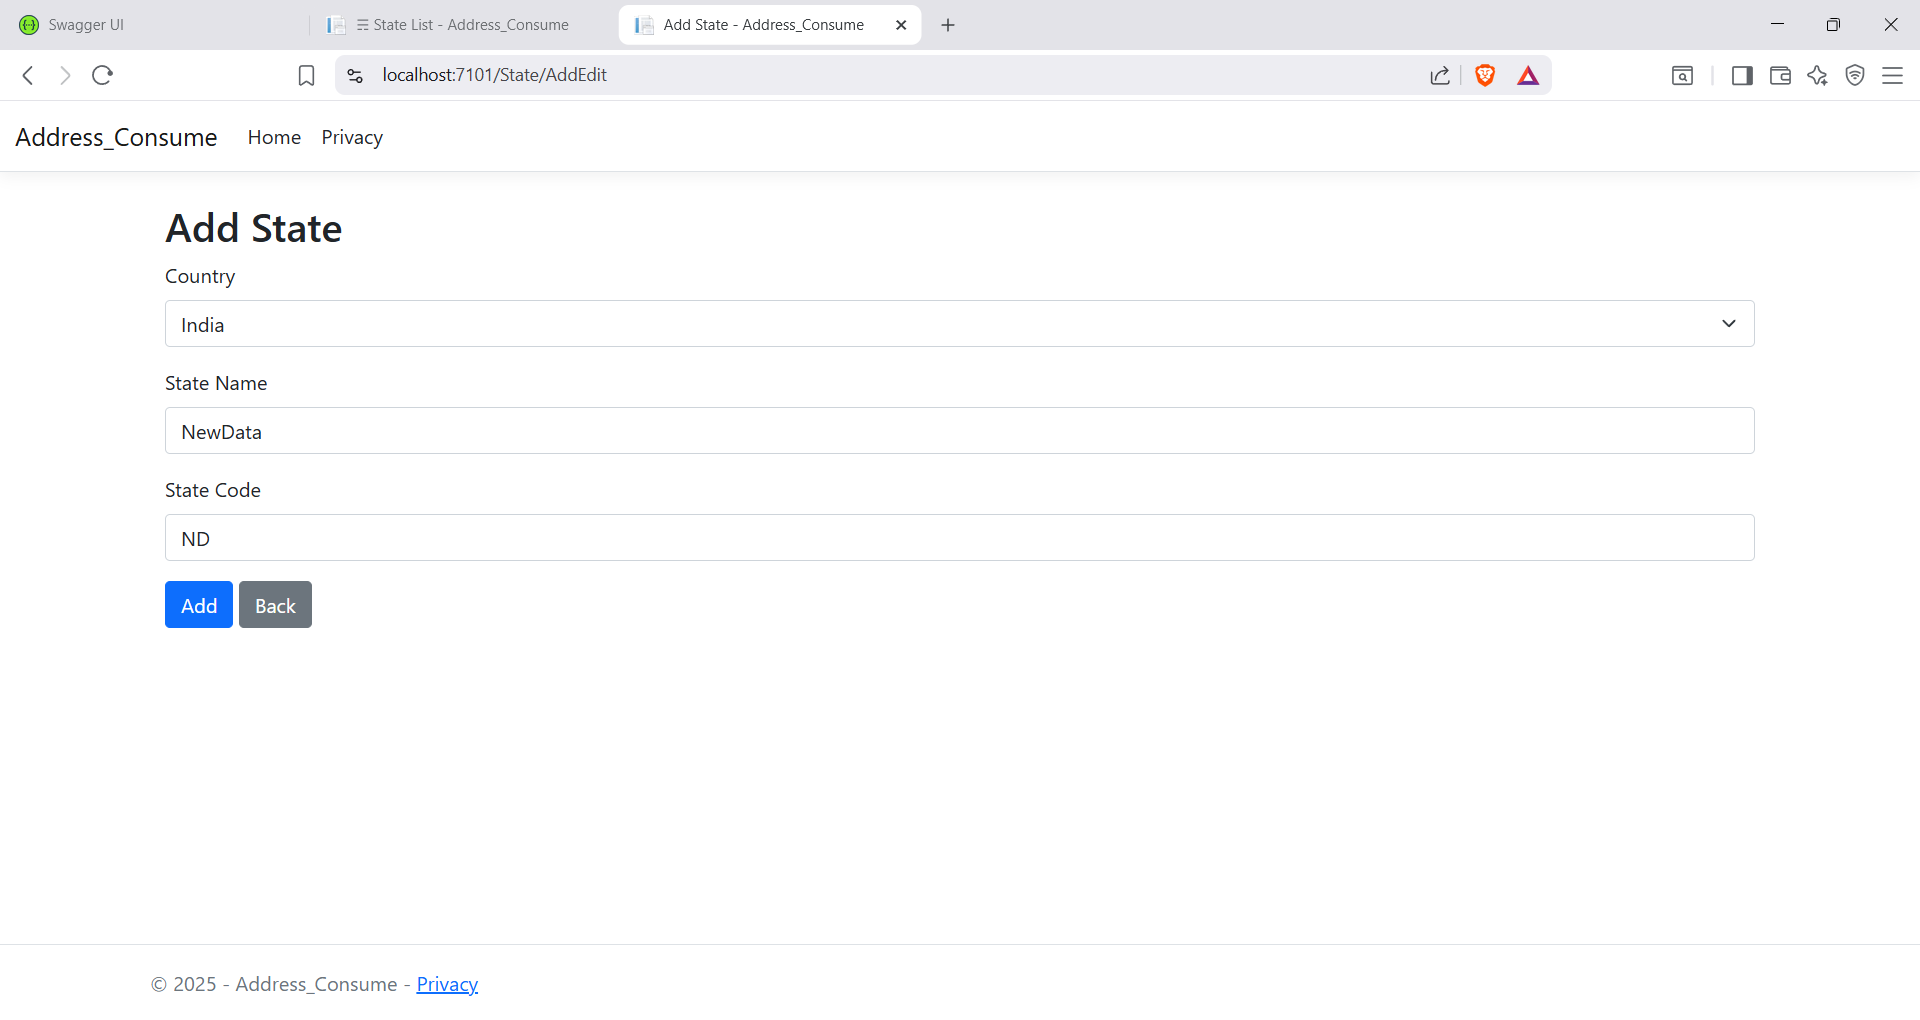 Swagger UI
☴ State List - Address_Consume
Add State - Address_Consume
localhost:7101/State/AddEdit
Address_Consume
Home
Privacy
Add State
Country
India
State Name
NewData
State Code
ND
Add
Back
© 2025 - Address_Consume - Privacy